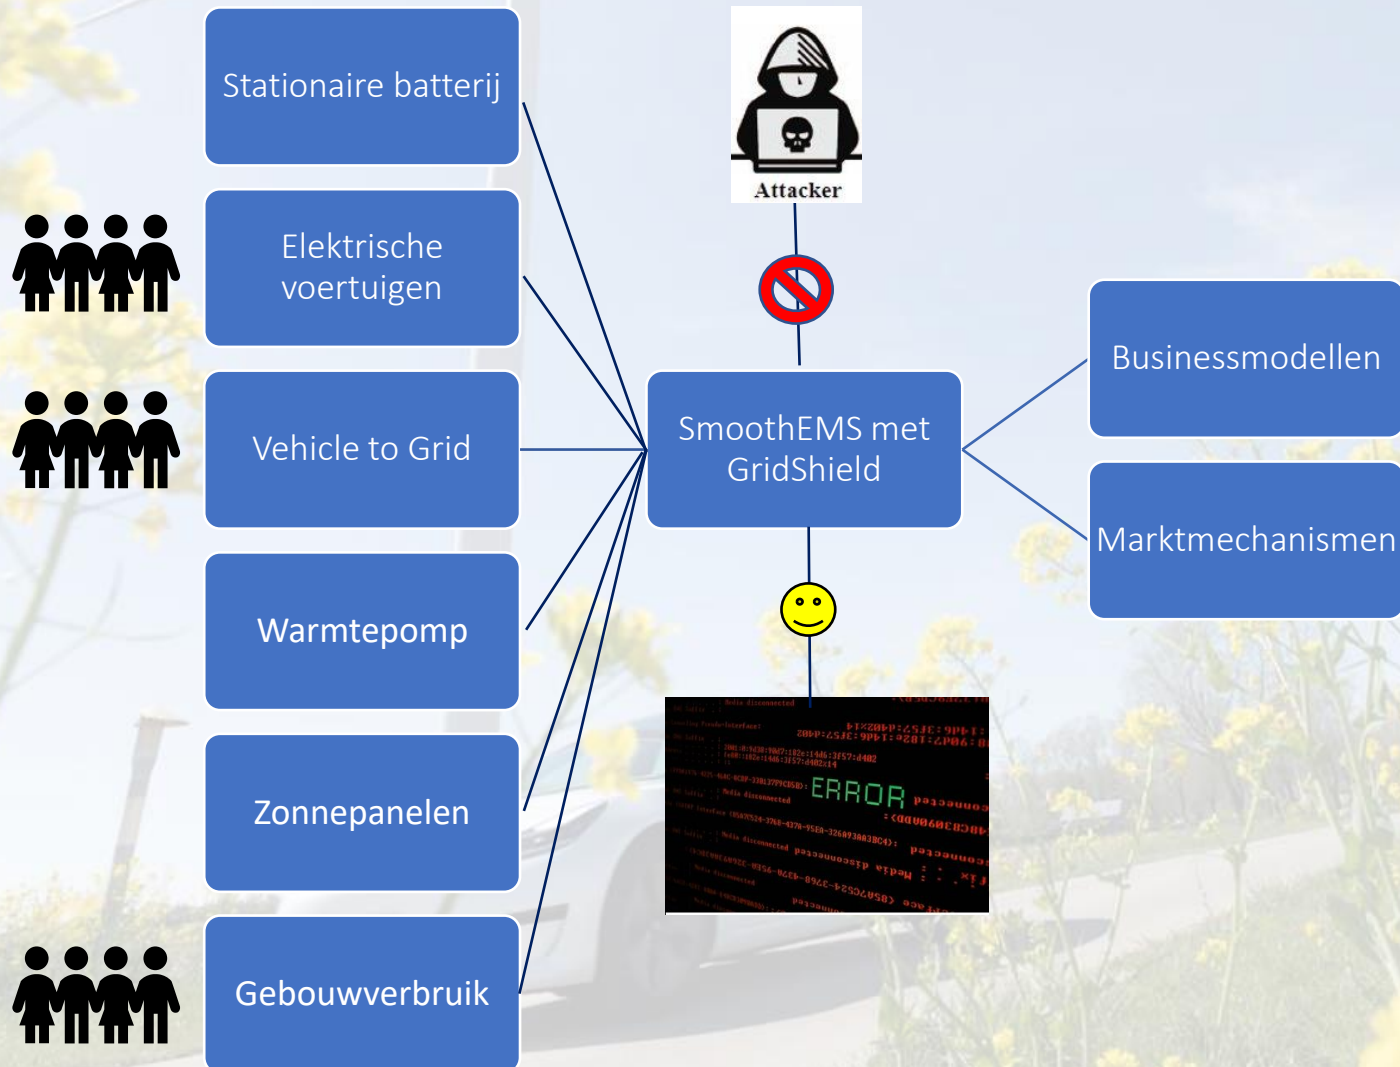 Stationaire batterij
Elektrische
voertuigen
Vehicle to Grid
Warmtepomp
Zonnepanelen
Gebouwverbruik
Attacker
SmoothEMS met
GridShield
ERROR
Businessmodellen
Marktmechanismen